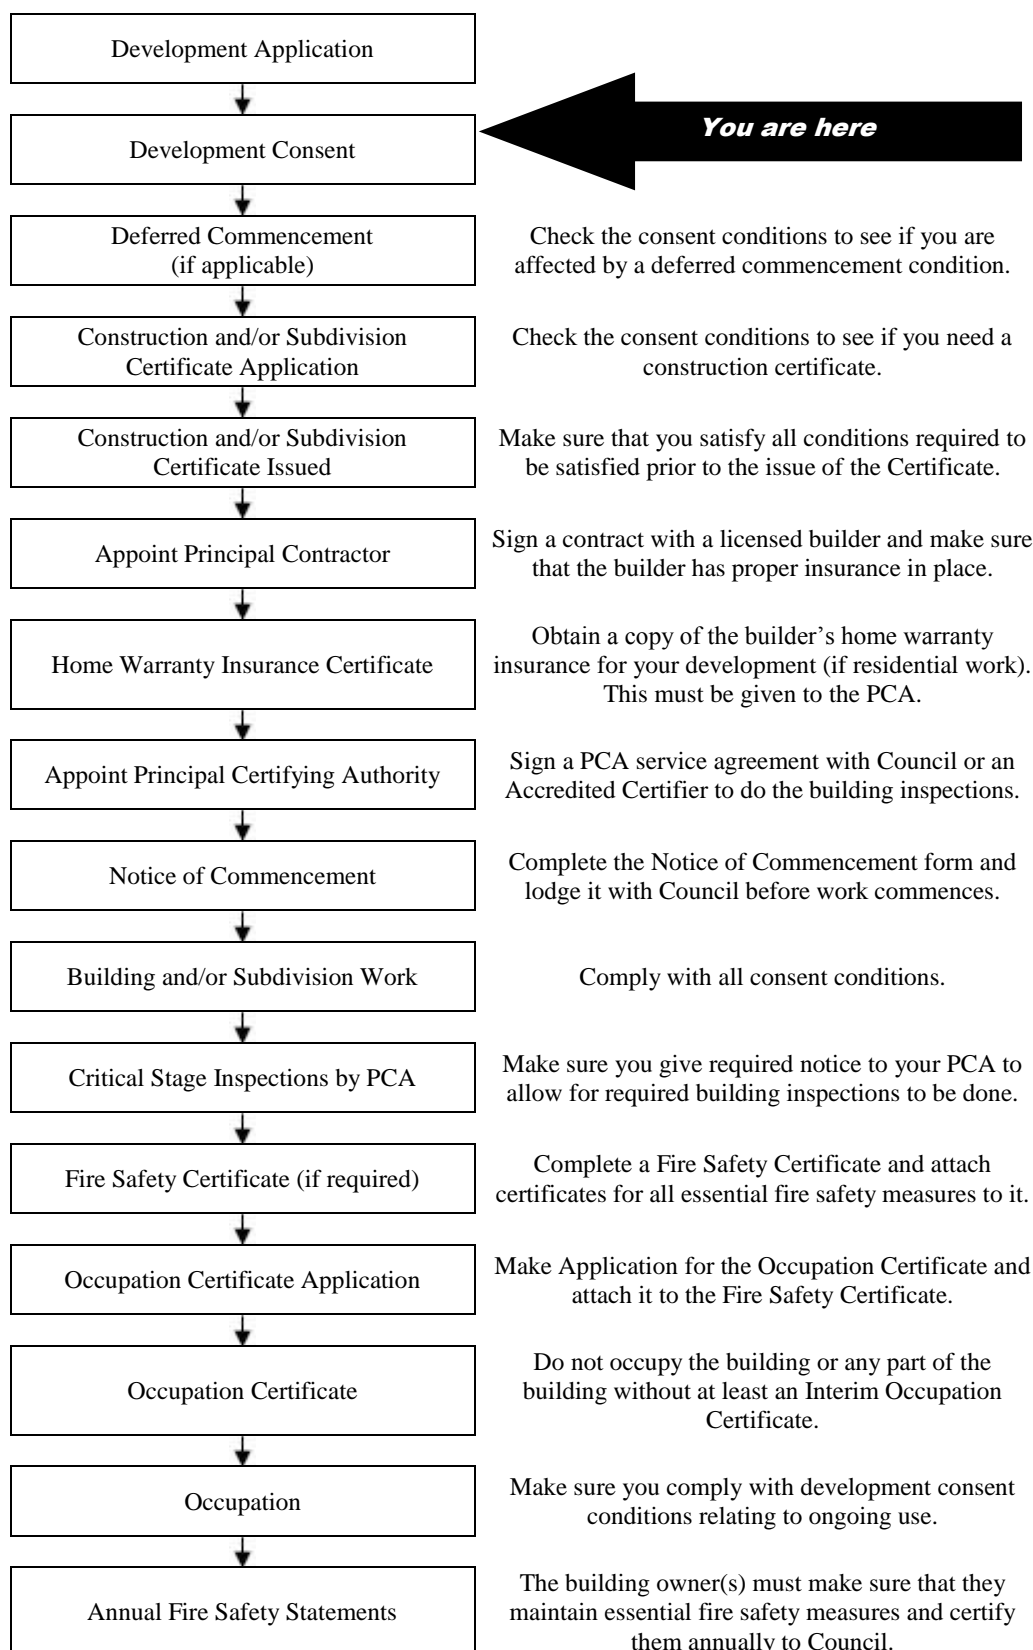 Development Application
Development Consent
You are here
Deferred Commencement
(if applicable)
Check the consent conditions to see if you are
affected by a deferred commencement condition.
Construction and/or Subdivision
Certificate Application
Check the consent conditions to see if you need a
construction certificate.
Construction and/or Subdivision
Certificate Issued
Make sure that you satisfy all conditions required to
be satisfied prior to the issue of the Certificate.
Appoint Principal Contractor
Sign a contract with a licensed builder and make sure
that the builder has proper insurance in place.
Home Warranty Insurance Certificate
Obtain a copy of the builder’s home warranty
insurance for your development (if residential work).
This must be given to the PCA.
Appoint Principal Certifying Authority
Sign a PCA service agreement with Council or an
Accredited Certifier to do the building inspections.
Notice of Commencement
Complete the Notice of Commencement form and
lodge it with Council before work commences.
Building and/or Subdivision Work
Comply with all consent conditions.
Critical Stage Inspections by PCA
Make sure you give required notice to your PCA to
allow for required building inspections to be done.
Fire Safety Certificate (if required)
Complete a Fire Safety Certificate and attach
certificates for all essential fire safety measures to it.
Occupation Certificate Application
Make Application for the Occupation Certificate and
attach it to the Fire Safety Certificate.
Occupation Certificate
Do not occupy the building or any part of the
building without at least an Interim Occupation
Certificate.
Occupation
Make sure you comply with development consent
conditions relating to ongoing use.
Annual Fire Safety Statements
The building owner(s) must make sure that they
maintain essential fire safety measures and certify
them annually to Council.